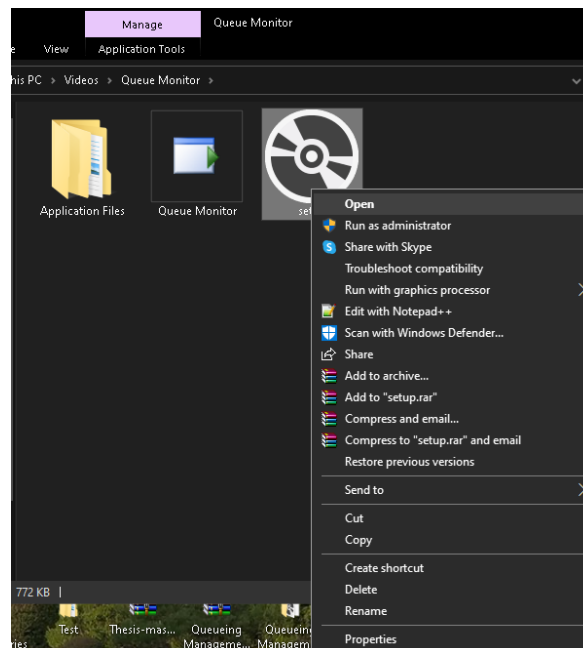 Manage
Queue Monitor
e
View
Application Tools
his PC > Videos > Queue Monitor >
Application Files
Queue Monitor
set
Open
Run as administrator
Share with Skype
Troubleshoot compatibility
Run with graphics processor
Edit with Notepad++
Scan with Windows Defender...
Share
Add to archive...
Add to "setup.rar"
Compress and email...
Compress to "setup.rar" and email
Restore previous versions
Send to
Cut
Copy
Create shortcut
Delete
Rename
Properties
772 KB
Test
Thesis-mas...
Queueing
Manageme...
Queuein
Managem
ries